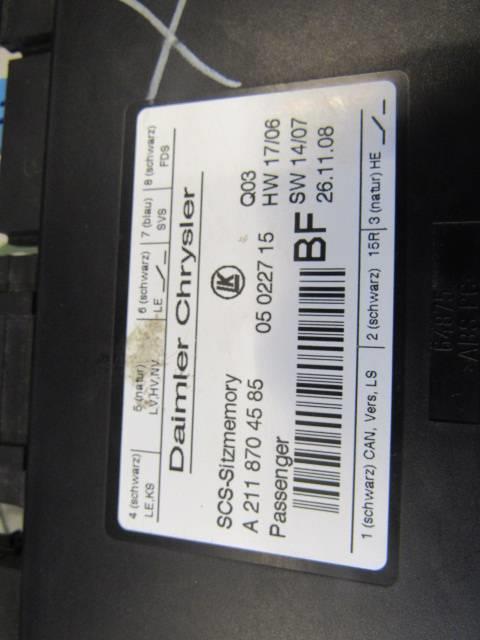 4 (schwarz) 5 (natur) 6 (schwarz) 7 (blau) 8 (schwarz)
LE,KS LV,HV,NV LE SVS FDS
Daimler Chrysler
SCS-Sitzmemory LK Q03
A 211 870 45 85 05 0227 15 HW 17/06
Passenger BF SW 14/07
26.11.08
1 (schwarz) CAN, Vers, LS 2 (schwarz) 15R 3 (natur) HE